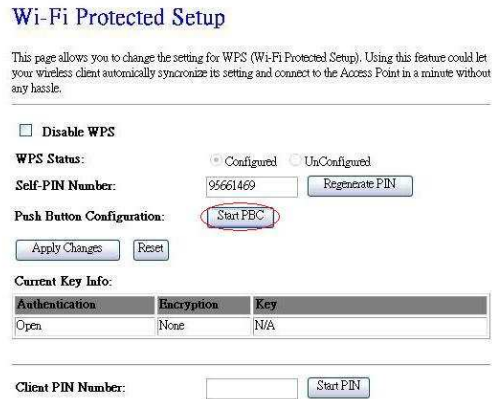 Wi-Fi Protected Setup
This page allows you to change the setting for WPS (Wi-Fi Protected Setup). Using this feature could let
your wireless client automically syncronize its setting and connect to the Access Point in a minute without
any hassle.
Disable WPS
WPS Status: Configured UnConfigured
Self-PIN Number: 95661469 Regenerate PIN
Push Button Configuration: Start PBC
Apply Changes Reset
Current Key Info:
Authentication Encryption Key
Open None N/A
Client PIN Number: Start PIN